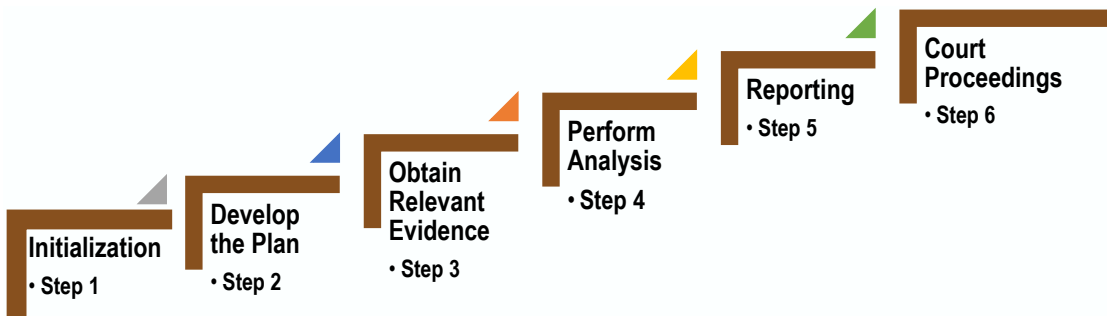 Initialization
• Step 1
Develop
the Plan
• Step 2
Obtain
Relevant
Evidence
• Step 3
Perform
Analysis
• Step 4
Reporting
• Step 5
Court
Proceedings
• Step 6